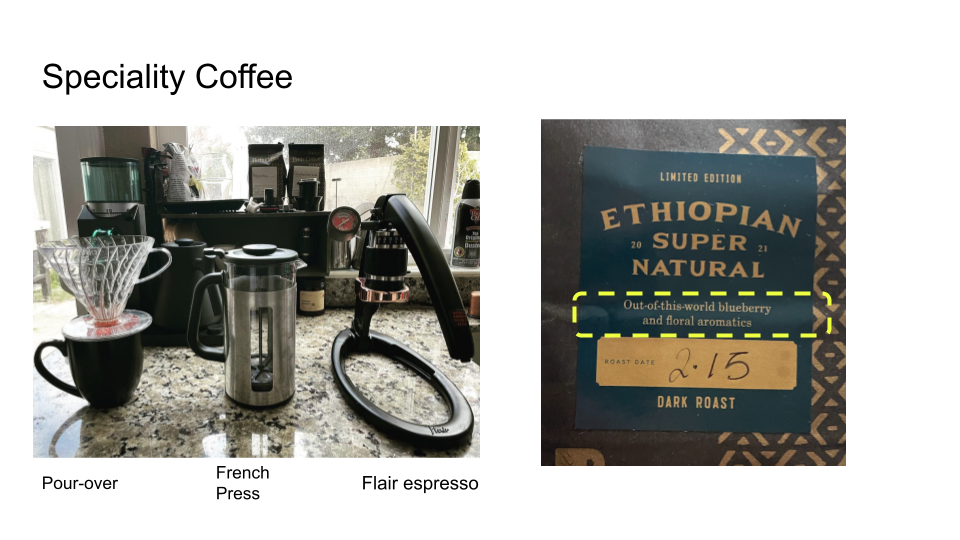 Speciality Coffee
LIMITED EDITION
ETHIOPIAN
20 SUPER 21
NATURAL
Out-of-this-world blueberry
and floral aromatics
ROAST DATE 2·15
DARK ROAST
Flair
Pour-over
French
Press
Flair espresso